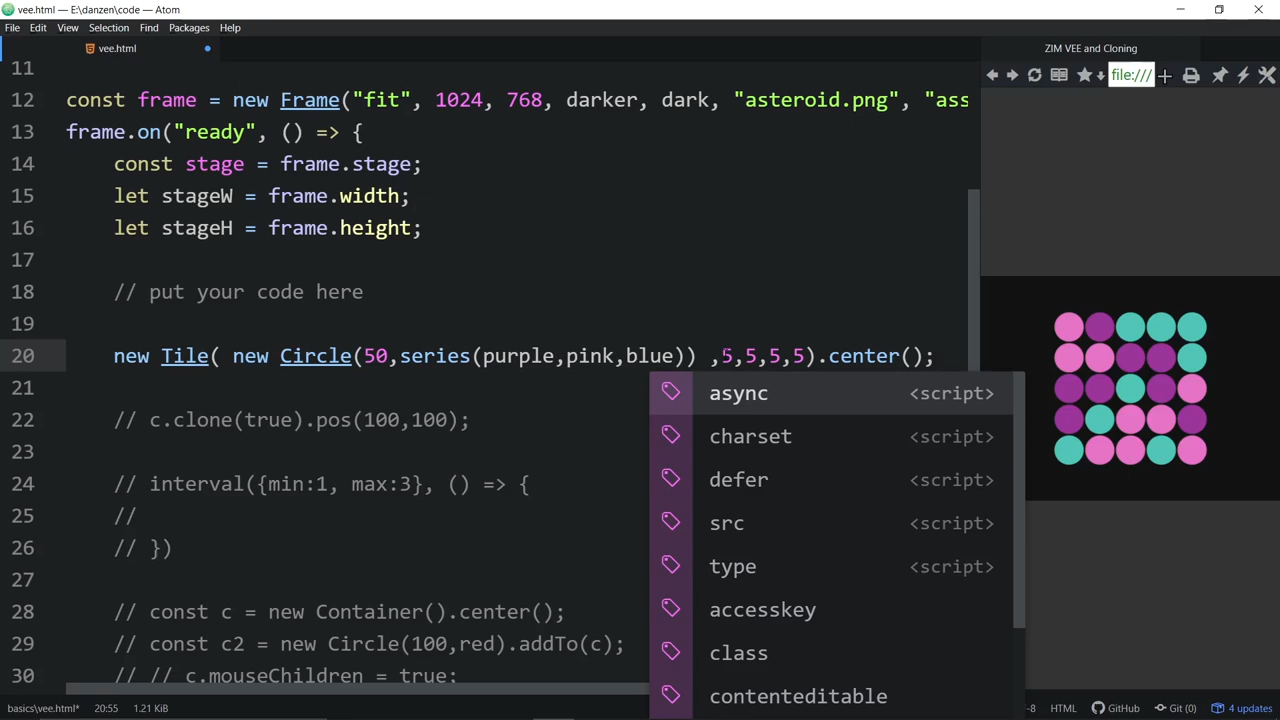 vee.html — E:\danzen\code — Atom
File Edit View Selection Find Packages Help
vee.html
ZIM VEE and Cloning
file:///
11
12 const frame = new Frame("fit", 1024, 768, darker, dark, "asteroid.png", "ass
13 frame.on("ready", () => {
14 const stage = frame.stage;
15 let stageW = frame.width;
16 let stageH = frame.height;
17
18 // put your code here
19
20 new Tile( new Circle(50,series(purple,pink,blue)) ,5,5,5,5).center();
21
22 // c.clone(true).pos(100,100);
23
24 // interval({min:1, max:3}, () => {
25 //
26 // })
27
28 // const c = new Container().center();
29 // const c2 = new Circle(100,red).addTo(c);
30 // // c.mouseChildren = true;
async <script>
charset <script>
defer <script>
src <script>
type <script>
accesskey
class
contenteditable
basics\vee.html* 20:55 1.21 KiB
-8 HTML GitHub Git (0) 4 updates